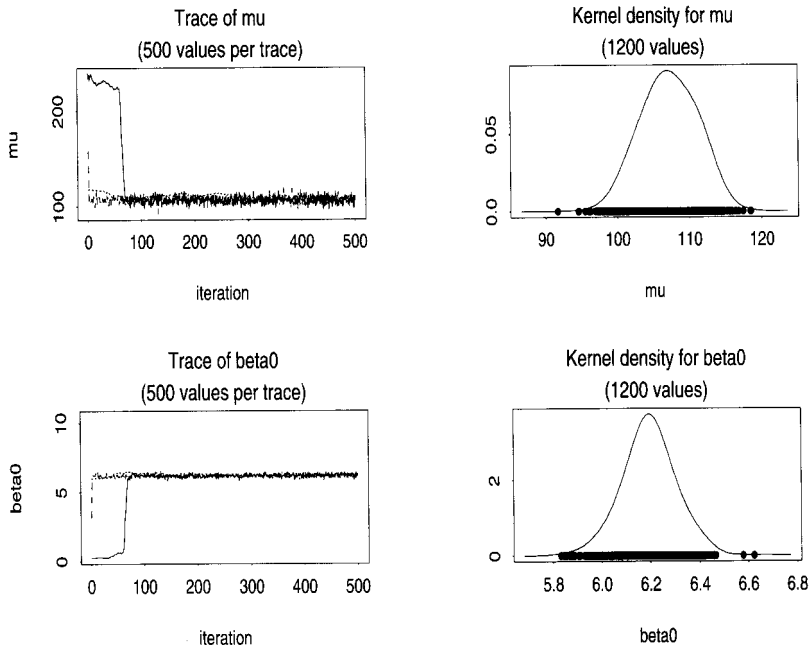 Trace of mu
(500 values per trace)
mu
200
100
0 100 200 300 400 500
iteration
Kernel density for mu
(1200 values)
0.05
0.0
90 100 110 120
mu
Trace of beta0
(500 values per trace)
beta0
10
5
0
0 100 200 300 400 500
iteration
Kernel density for beta0
(1200 values)
2
0
5.8 6.0 6.2 6.4 6.6 6.8
beta0